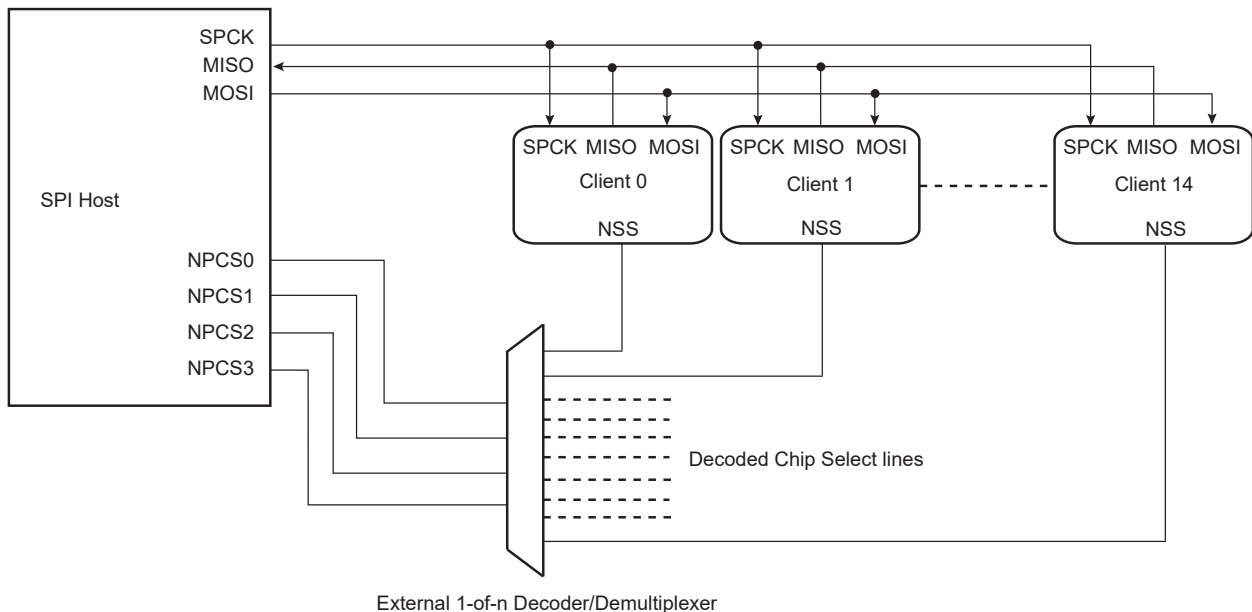 SPCK
MISO
MOSI
SPI Host
NPCS0
NPCS1
NPCS2
NPCS3
SPCK MISO MOSI
Client 0
NSS
SPCK MISO MOSI
Client 1
NSS
SPCK MISO MOSI
Client 14
NSS
Decoded Chip Select lines
External 1-of-n Decoder/Demultiplexer